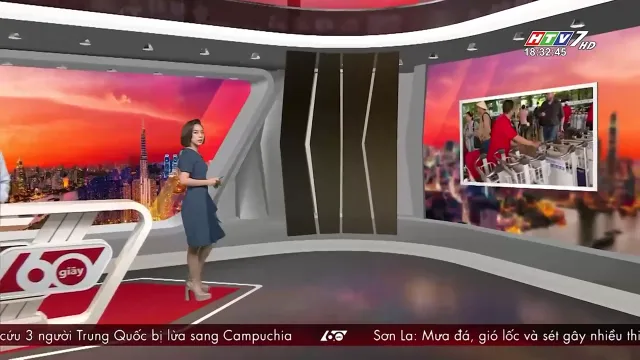 HTV7 HD
18:32:45
60 giây
cứu 3 người Trung Quốc bị lừa sang Campuchia 60 Sơn La: Mưa đá, gió lốc và sét gây nhiều